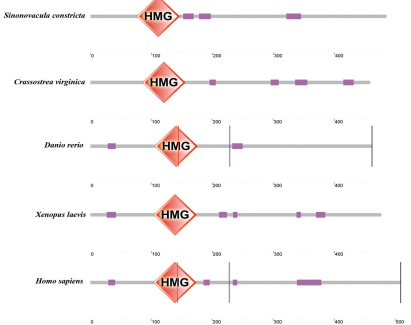 Sinonovacula constricta HMG
0 100 200 300 400
Crassostrea virginica HMG
0 100 200 300 400
Danio rerio HMG
0 100 200 300 400
Xenopus laevis HMG
0 100 200 300 400
Homo sapiens HMG
0 100 200 300 400 500